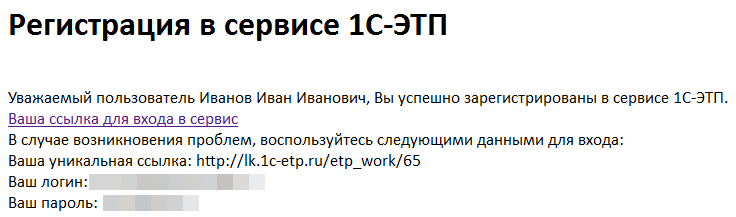 Регистрация в сервисе 1С-ЭТП
Уважаемый пользователь Иванов Иван Иванович, Вы успешно зарегистрированы в сервисе 1С-ЭТП.
Ваша ссылка для входа в сервис
В случае возникновения проблем, воспользуйтесь следующими данными для входа:
Ваша уникальная ссылка: http://lk.1c-etp.ru/etp_work/65
Ваш логин:
Ваш пароль: